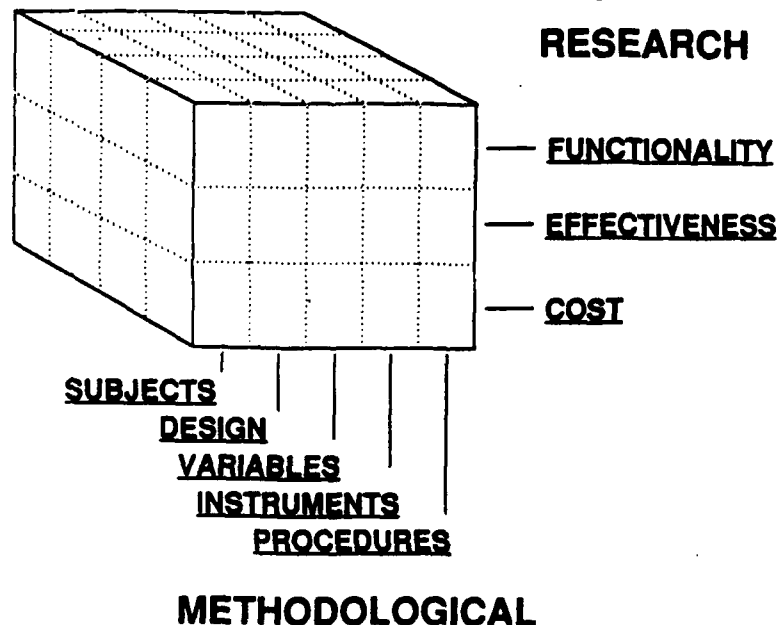 RESEARCH
FUNCTIONALITY
EFFECTIVENESS
COST
SUBJECTS
DESIGN
VARIABLES
INSTRUMENTS
PROCEDURES
METHODOLOGICAL